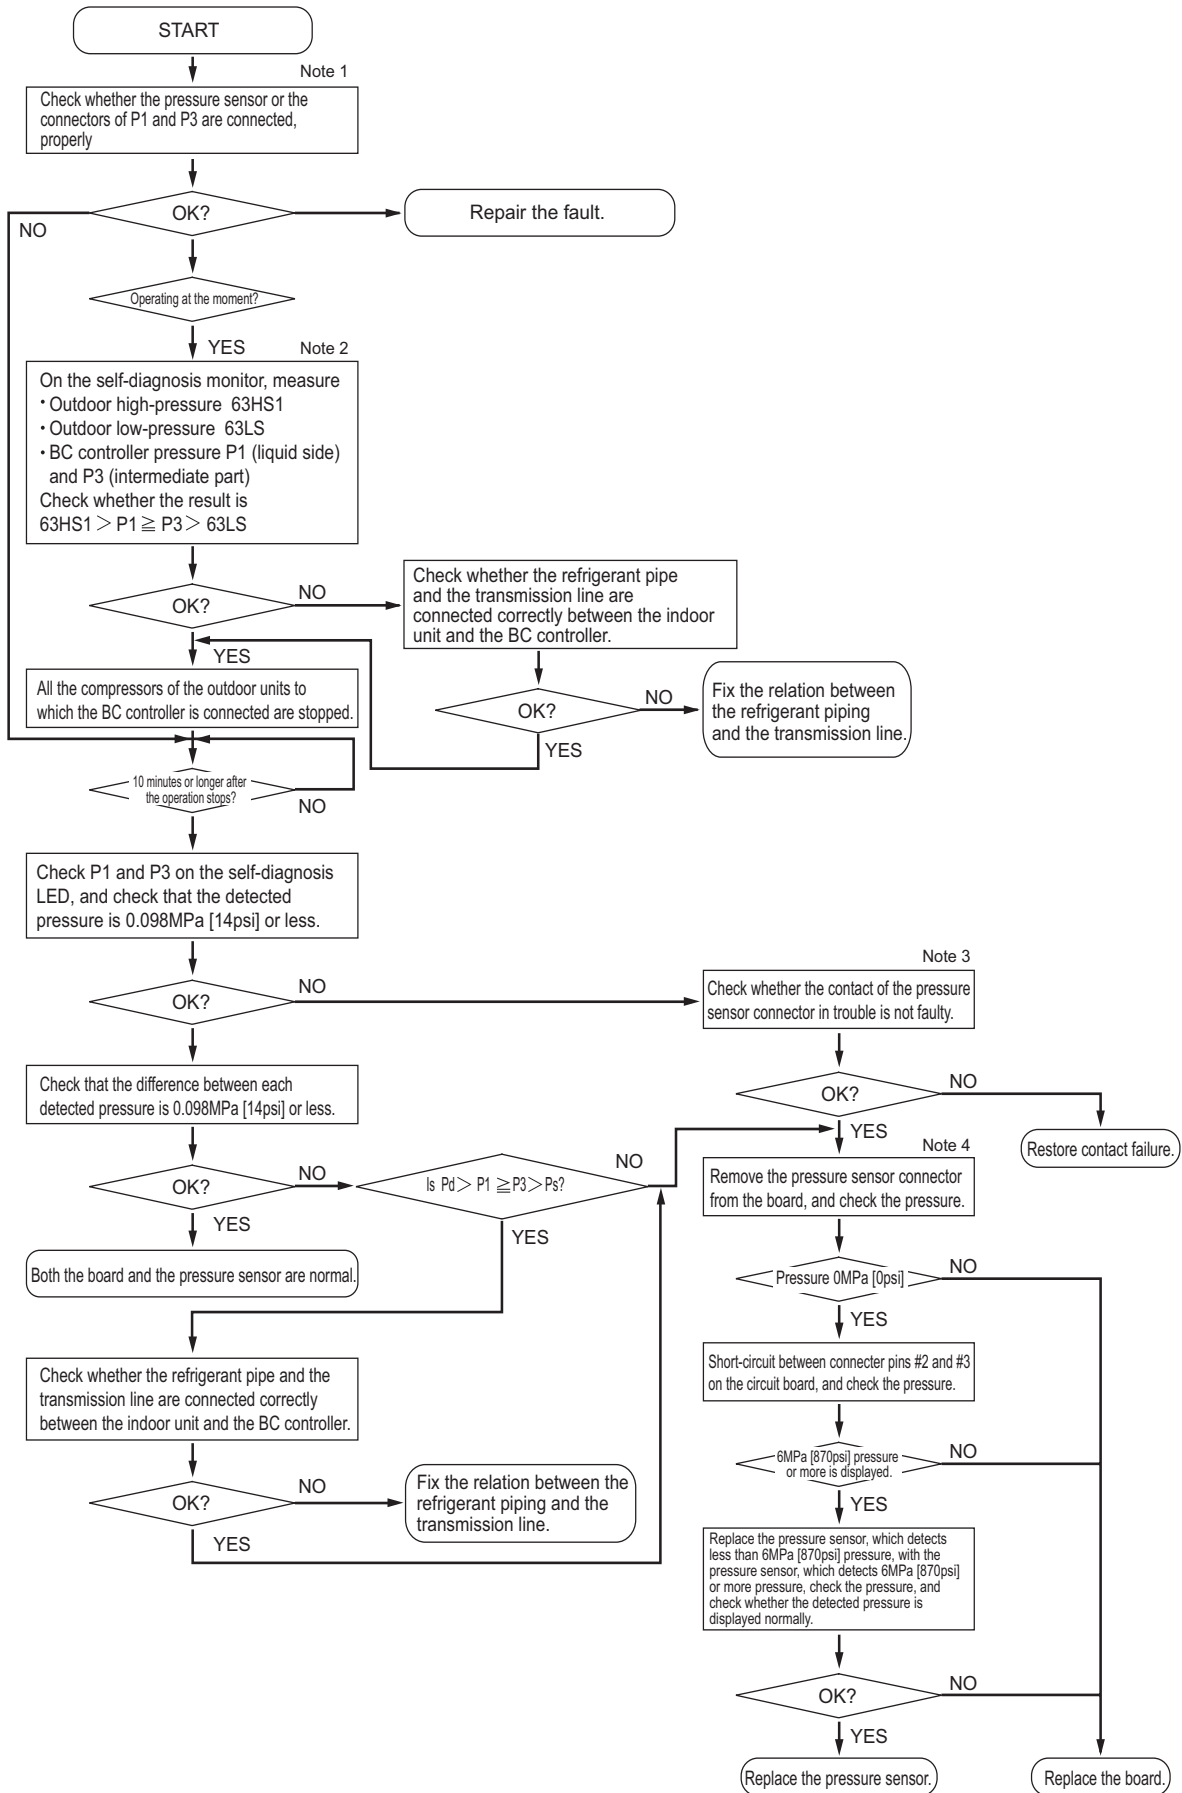 START
Note 1
Check whether the pressure sensor or the
connectors of P1 and P3 are connected,
properly
OK?
Repair the fault.
NO
Operating at the moment?
YES
Note 2
On the self-diagnosis monitor, measure
・Outdoor high-pressure 63HS1
・Outdoor low-pressure 63LS
・BC controller pressure P1 (liquid side)
and P3 (intermediate part)
Check whether the result is
63HS1＞P1≧P3＞63LS
OK?
NO
Check whether the refrigerant pipe
and the transmission line are
connected correctly between the indoor
unit and the BC controller.
YES
All the compressors of the outdoor units to
which the BC controller is connected are stopped.
OK?
NO
Fix the relation between
the refrigerant piping
and the transmission line.
YES
10 minutes or longer after
the operation stops?
NO
Check P1 and P3 on the self-diagnosis
LED, and check that the detected
pressure is 0.098MPa [14psi] or less.
OK?
NO
Note 3
Check whether the contact of the pressure
sensor connector in trouble is not faulty.
Check that the difference between each
detected pressure is 0.098MPa [14psi] or less.
OK?
NO
YES
Restore contact failure.
Note 4
OK?
NO
Is Pd＞ P1 ≧P3＞Ps?
NO
YES
YES
Both the board and the pressure sensor are normal.
Remove the pressure sensor connector
from the board, and check the pressure.
Pressure 0MPa [0psi]
NO
YES
Check whether the refrigerant pipe and the
transmission line are connected correctly
between the indoor unit and the BC controller.
Short-circuit between connecter pins #2 and #3
on the circuit board, and check the pressure.
6MPa [870psi] pressure
or more is displayed.
NO
YES
OK?
NO
Fix the relation between the
refrigerant piping and the
transmission line.
YES
Replace the pressure sensor, which detects
less than 6MPa [870psi] pressure, with the
pressure sensor, which detects 6MPa [870psi]
or more pressure, check the pressure, and
check whether the detected pressure is
displayed normally.
OK?
NO
YES
Replace the pressure sensor.
Replace the board.